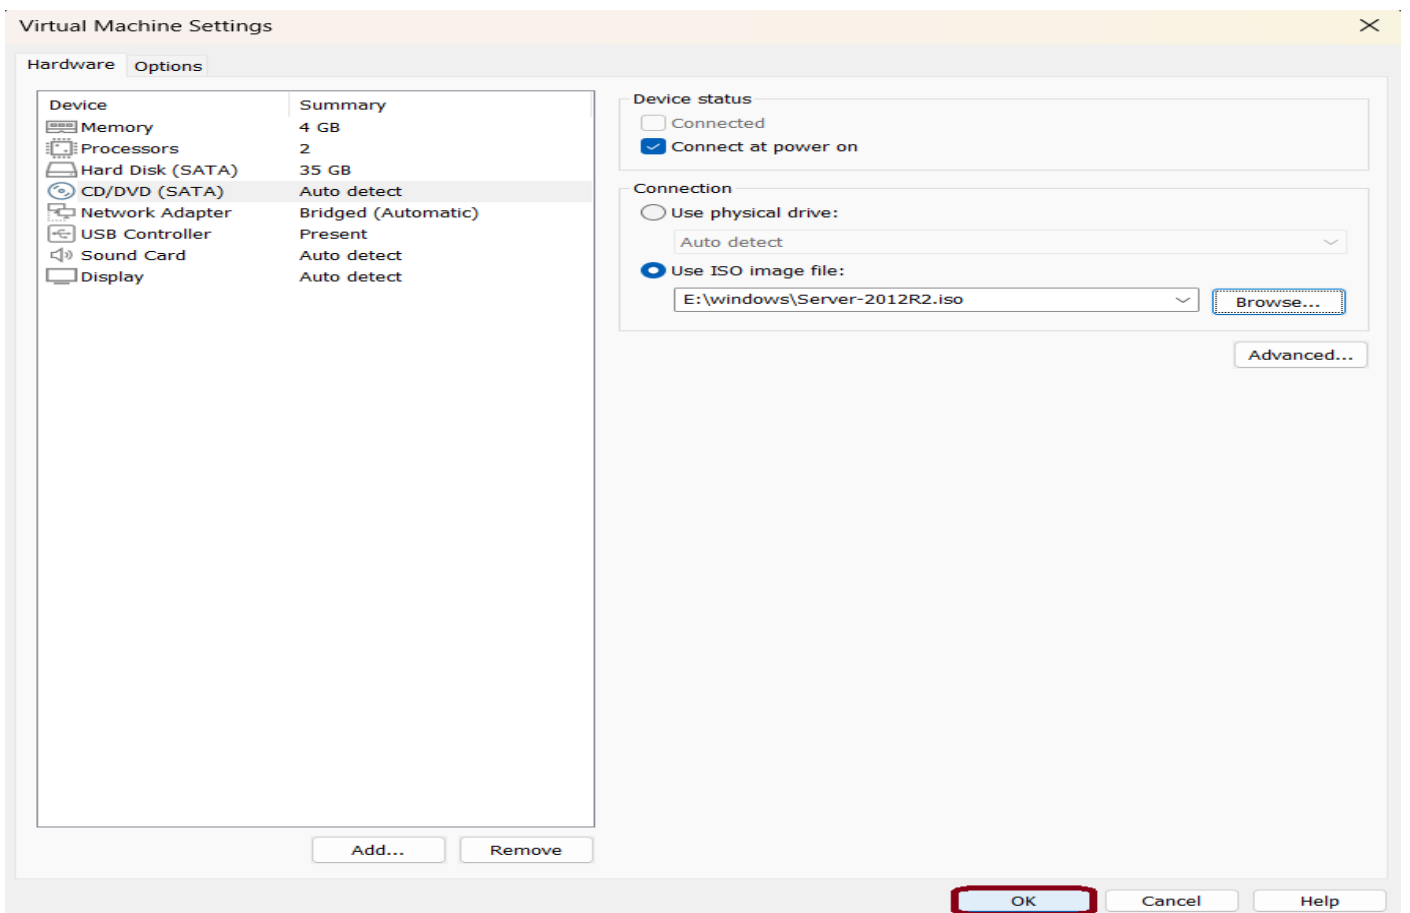 Virtual Machine Settings
Hardware Options
Device Summary
Memory 4 GB
Processors 2
Hard Disk (SATA) 35 GB
CD/DVD (SATA) Auto detect
Network Adapter Bridged (Automatic)
USB Controller Present
Sound Card Auto detect
Display Auto detect
Add... Remove
Device status
Connected
Connect at power on
Connection
Use physical drive:
Auto detect
Use ISO image file:
E:\windows\Server-2012R2.iso Browse...
Advanced...
OK Cancel Help